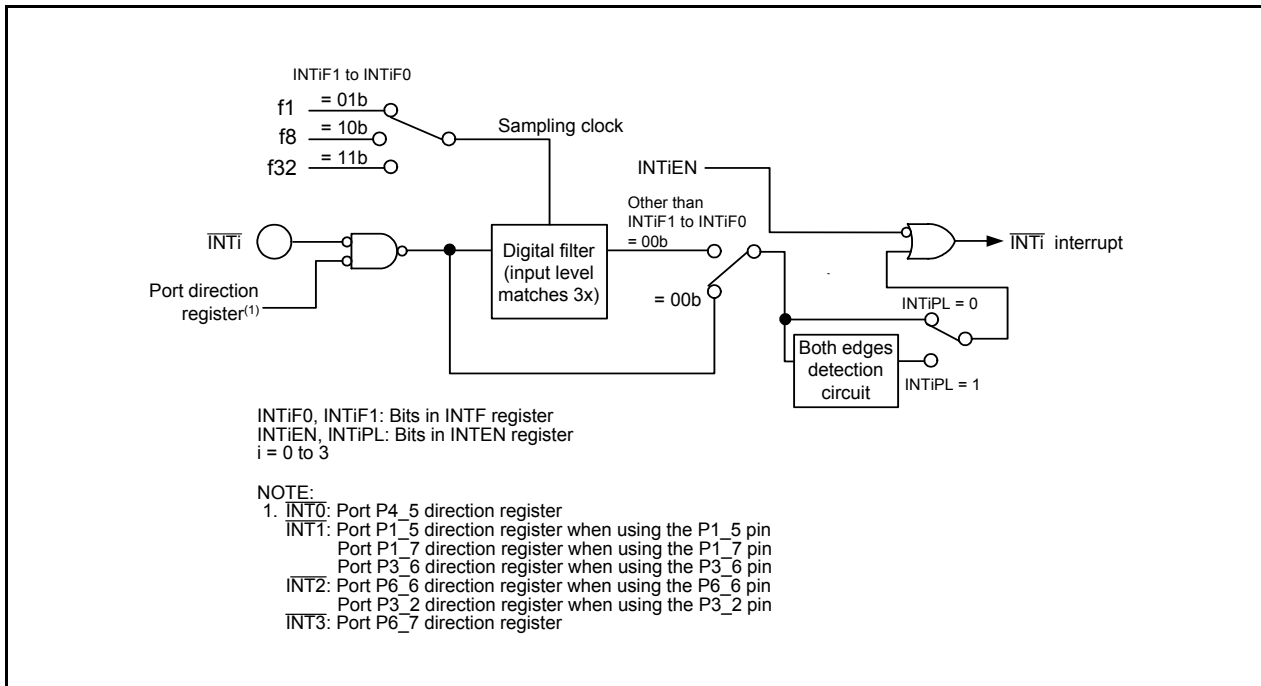 INTiF1 to INTiF0
f1 = 01b
f8 = 10b
f32 = 11b
Sampling clock
INTiEN
Other than
INTiF1 to INTiF0
= 00b
INTi
Digital filter
(input level
matches 3x)
INTi interrupt
Port direction
register(1)
= 00b
INTiPL = 0
Both edges
detection
circuit
INTiPL = 1
INTiF0, INTiF1: Bits in INTF register
INTiEN, INTiPL: Bits in INTEN register
i = 0 to 3
NOTE:
1. INT0: Port P4_5 direction register
INT1: Port P1_5 direction register when using the P1_5 pin
Port P1_7 direction register when using the P1_7 pin
Port P3_6 direction register when using the P3_6 pin
INT2: Port P6_6 direction register when using the P6_6 pin
Port P3_2 direction register when using the P3_2 pin
INT3: Port P6_7 direction register